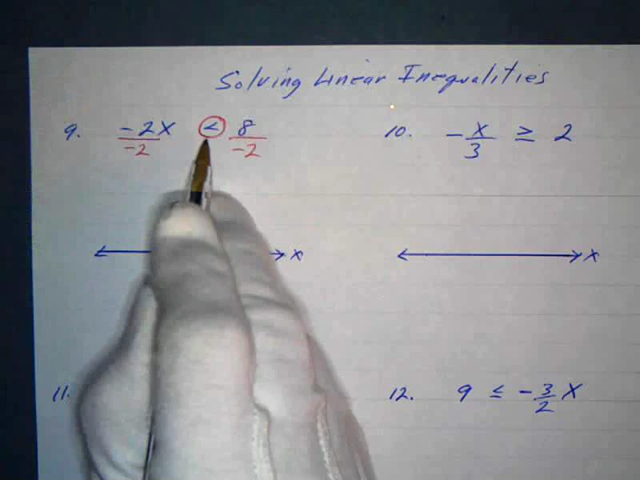 Solving Linear Inequalities
9. -2x < 8 10. -x/3 ≥ 2
-2 -2
x x
11. 12. 9 ≤ -3/2 x